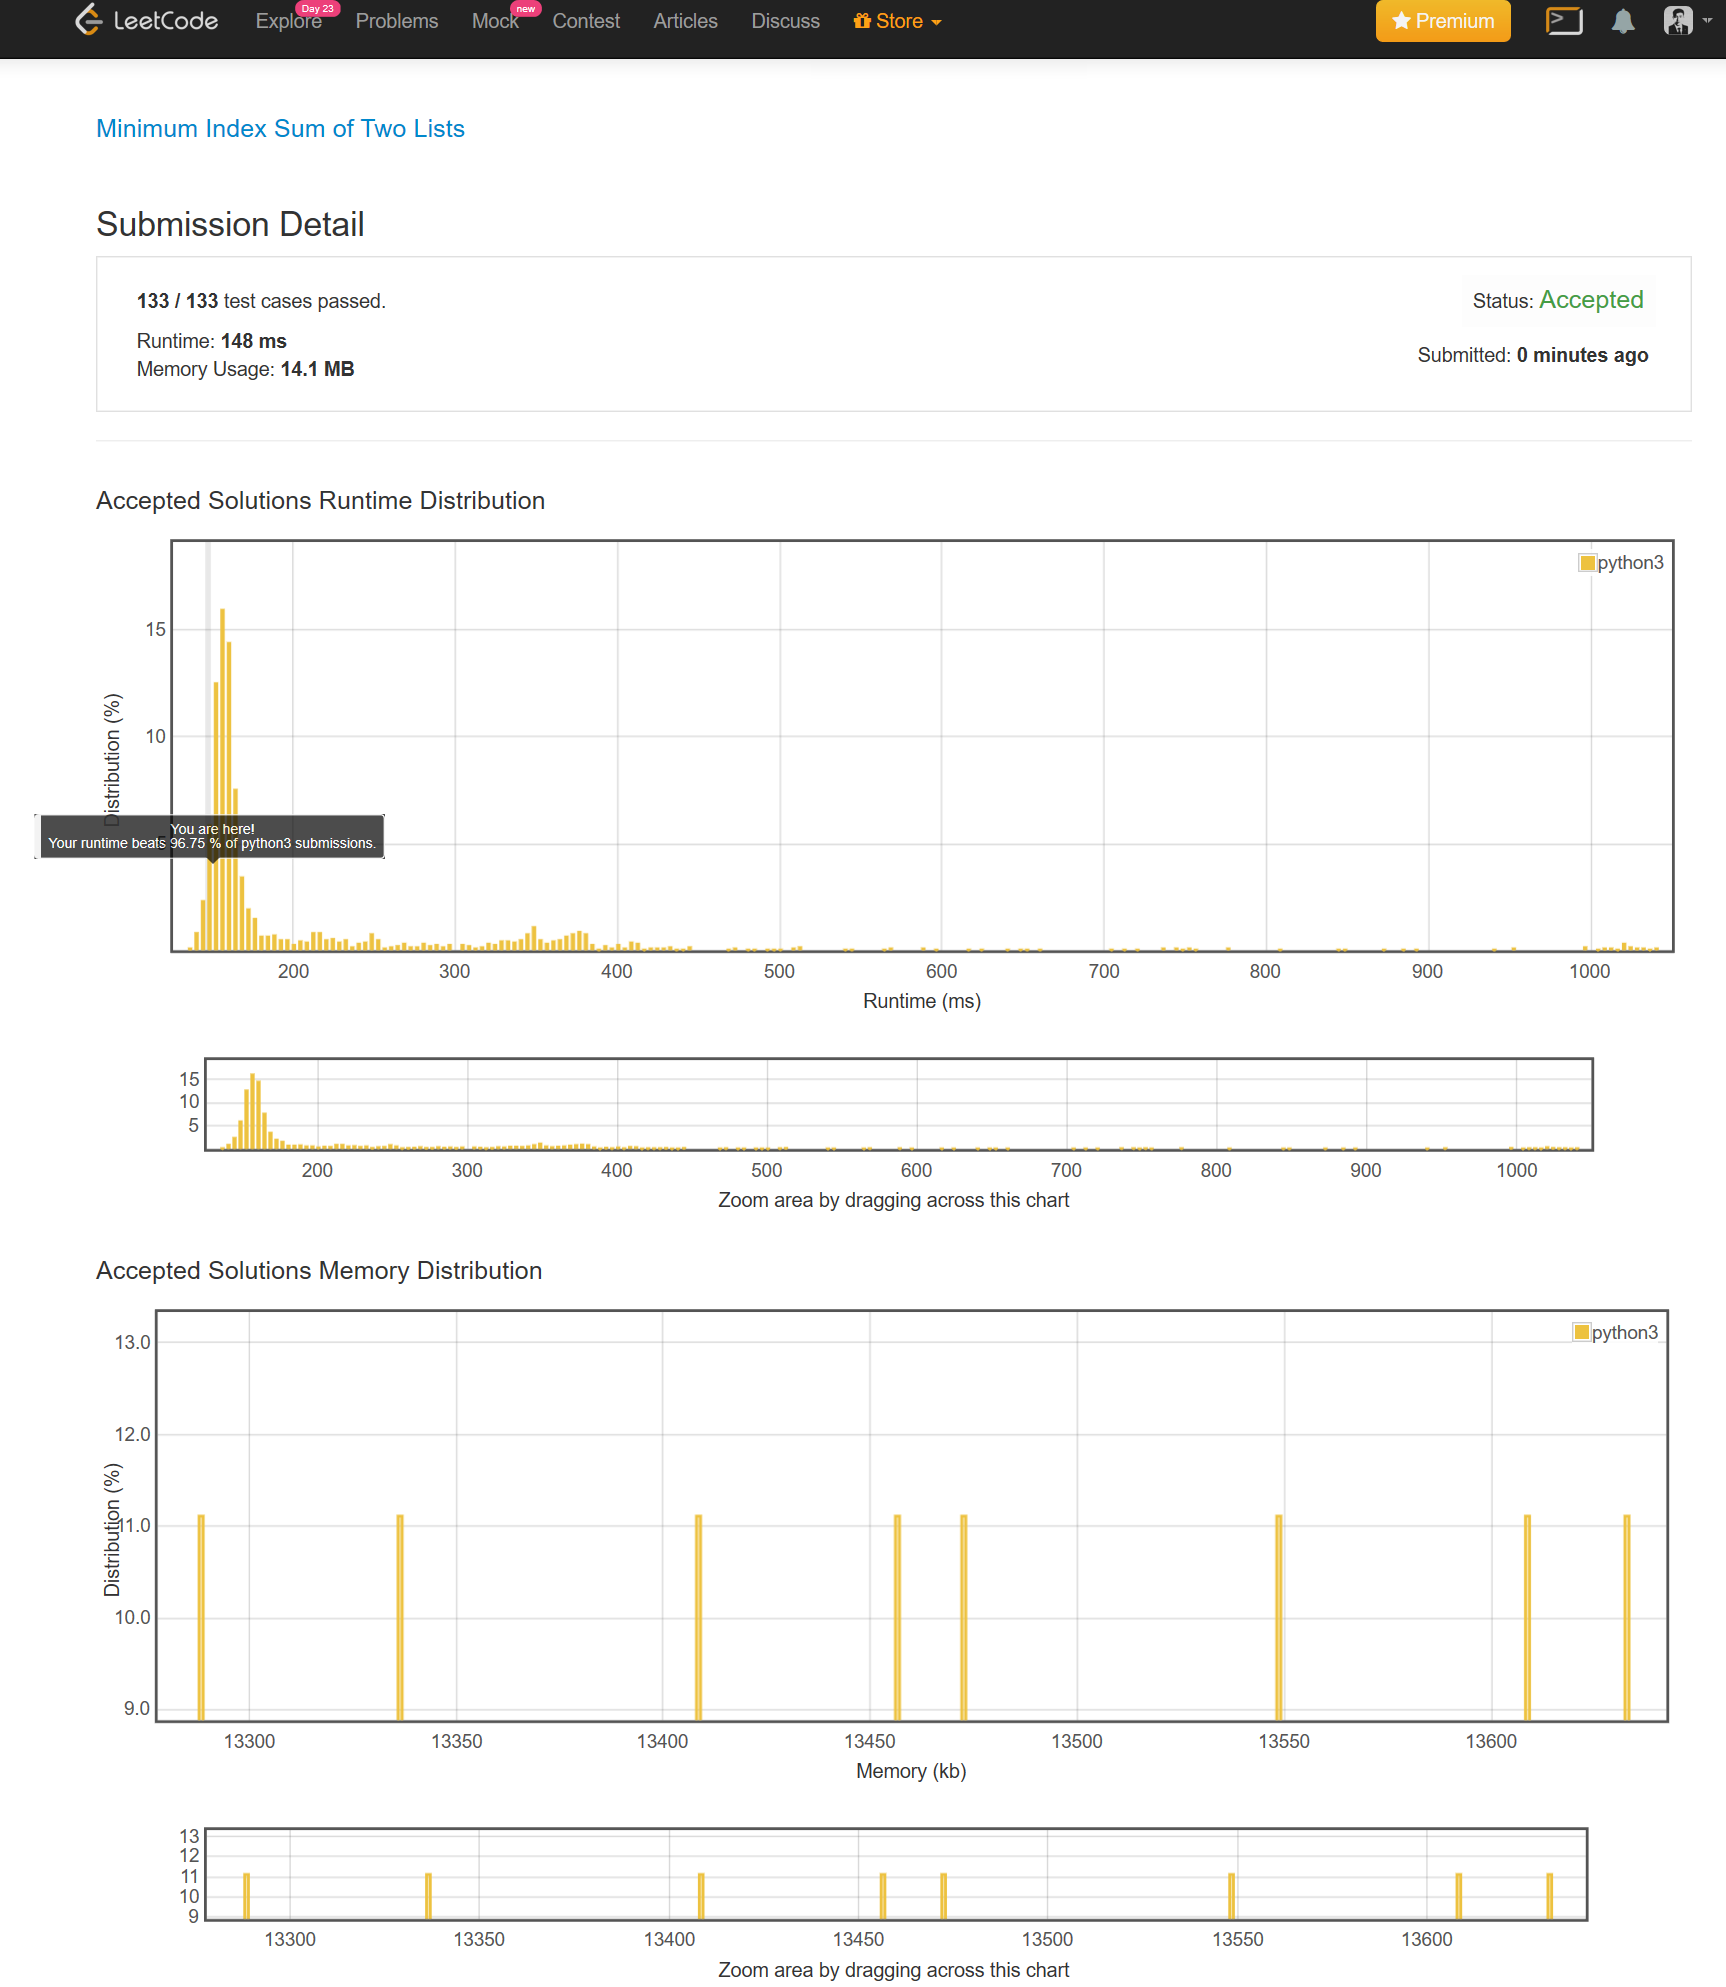 LeetCode
Explore
Day 23
Problems
Mock
new
Contest
Articles
Discuss
Store
Premium
Minimum Index Sum of Two Lists
Submission Detail
133 / 133 test cases passed.
Status: Accepted
Runtime: 148 ms
Submitted: 0 minutes ago
Memory Usage: 14.1 MB
Accepted Solutions Runtime Distribution
python3
15
10
5
Distribution (%)
You are here!
Your runtime beats 96.75 % of python3 submissions.
200 300 400 500 600 700 800 900 1000
Runtime (ms)
15
10
5
200 300 400 500 600 700 800 900 1000
Zoom area by dragging across this chart
Accepted Solutions Memory Distribution
python3
13.0
12.0
11.0
10.0
9.0
Distribution (%)
13300 13350 13400 13450 13500 13550 13600
Memory (kb)
13
12
11
10
9
13300 13350 13400 13450 13500 13550 13600
Zoom area by dragging across this chart